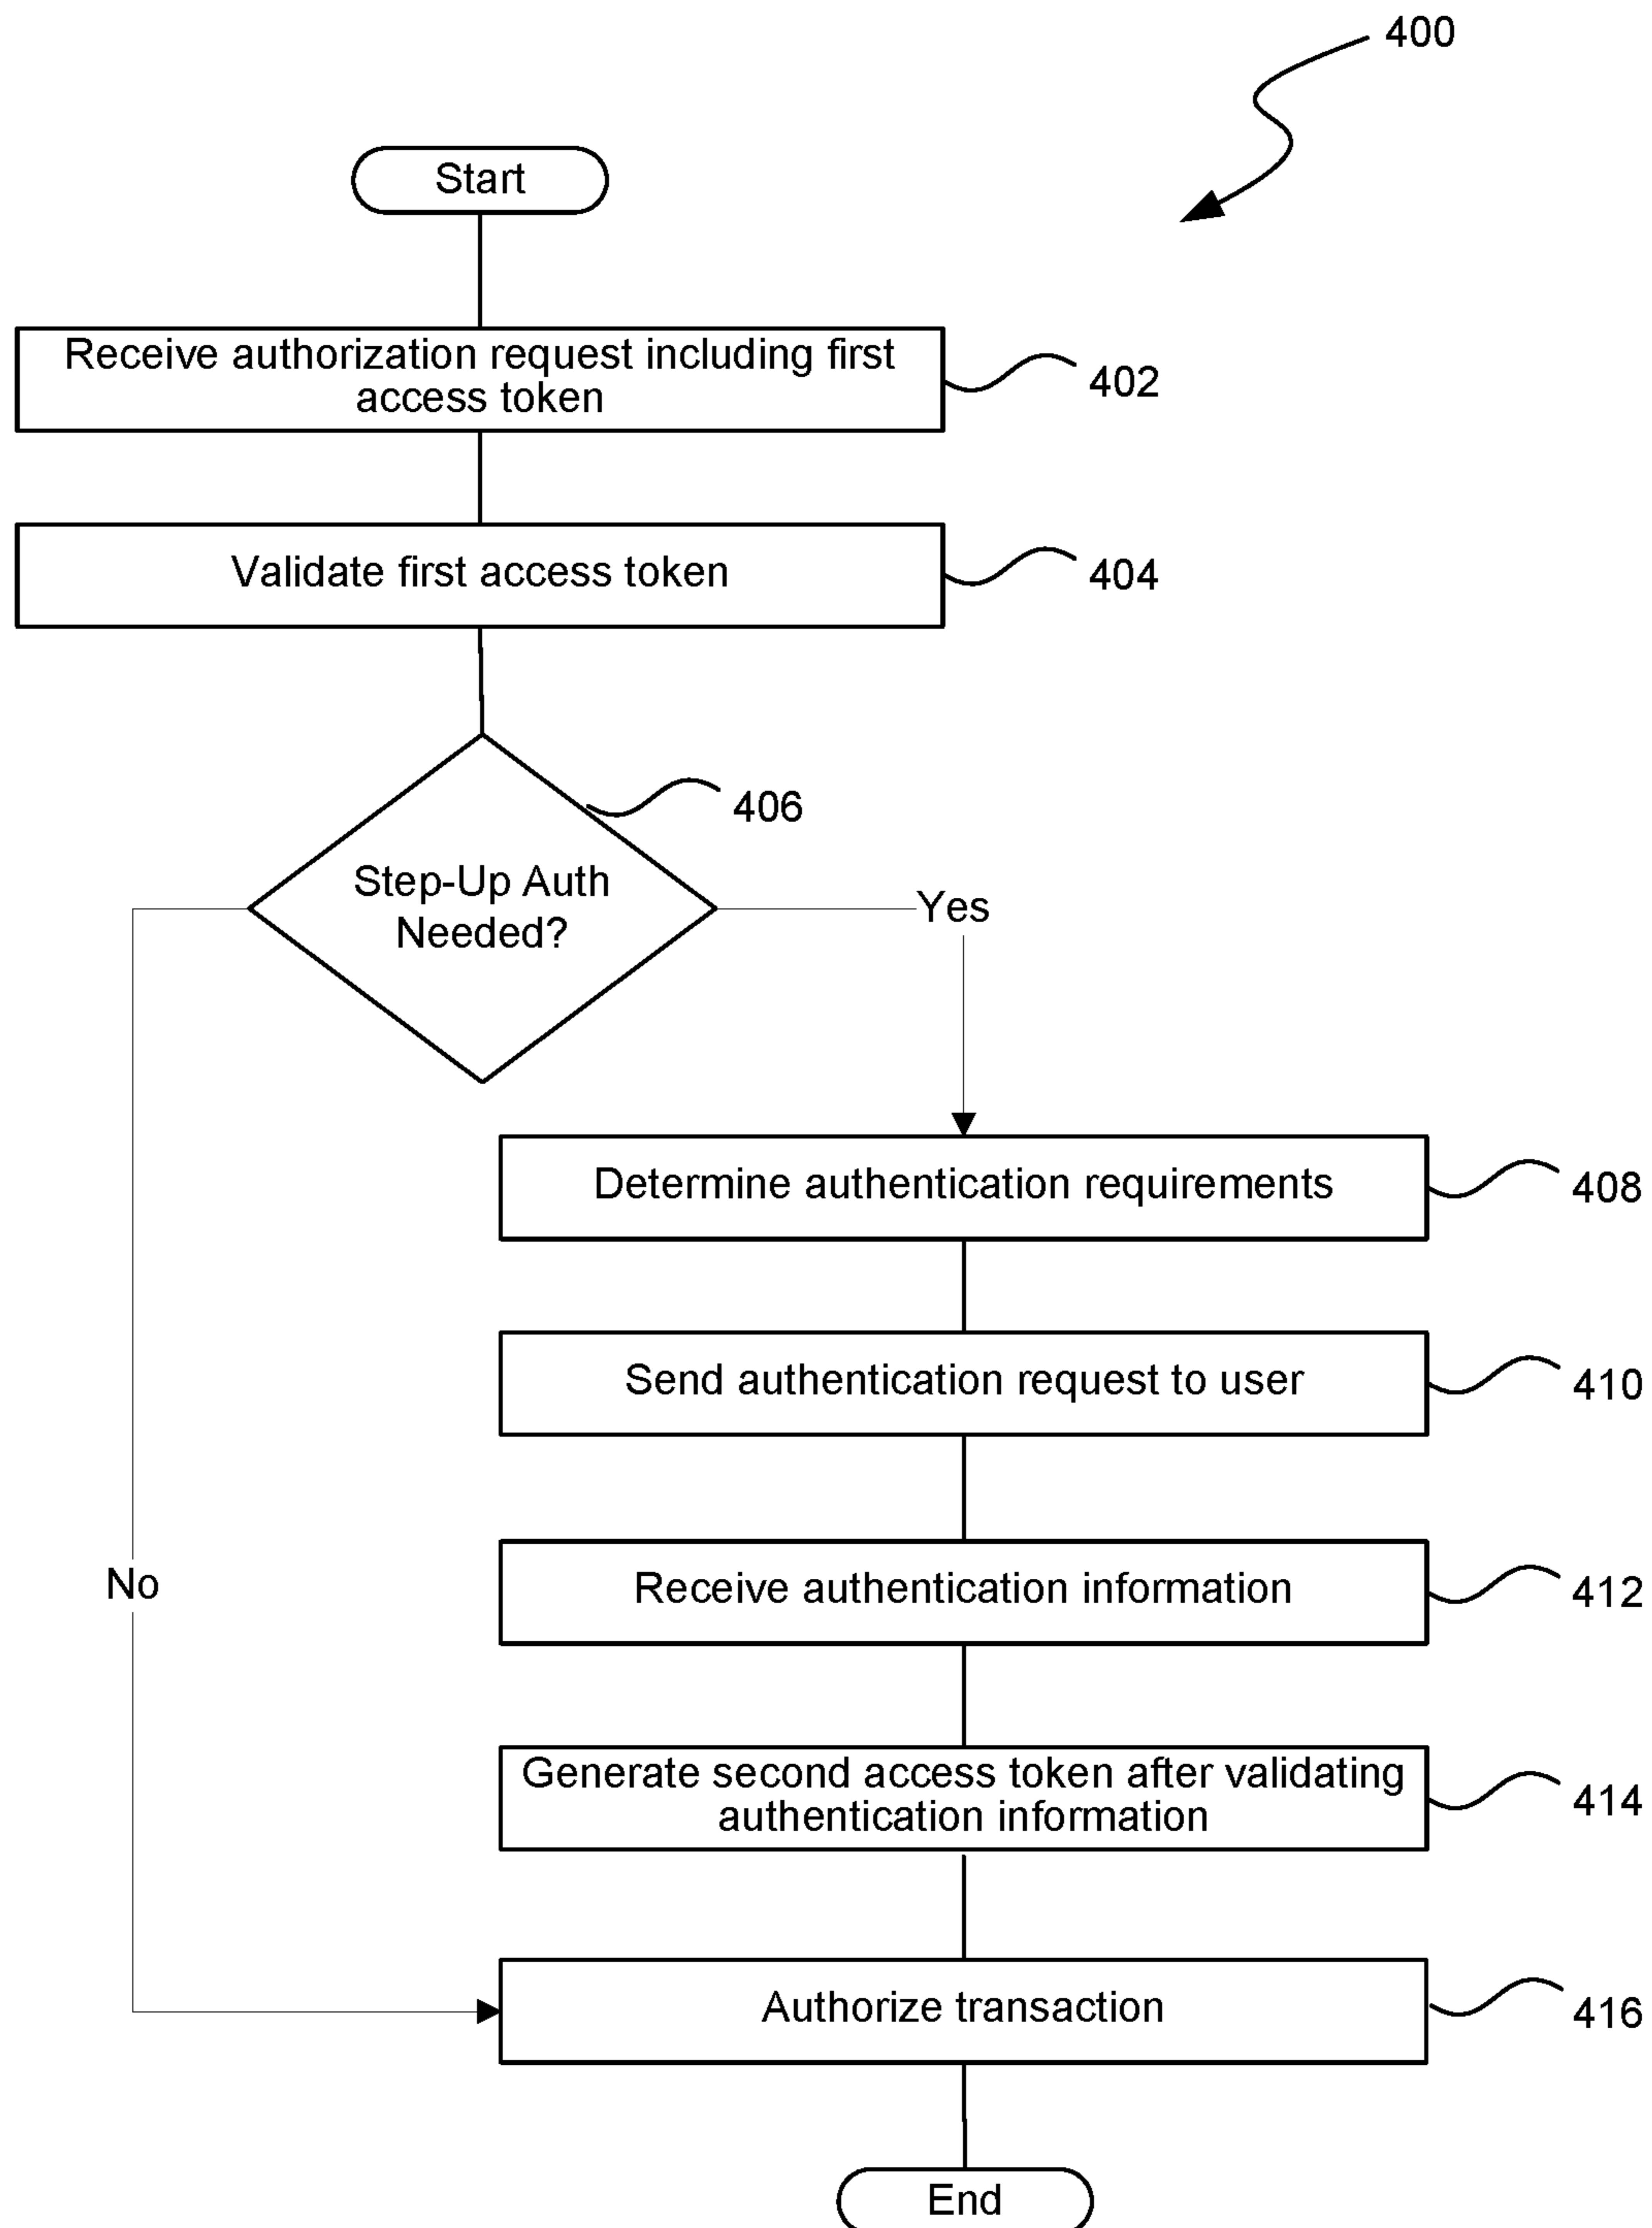 400
Start
Receive authorization request including first
access token
402
Validate first access token
404
406
Step-Up Auth
Needed?
Yes
Determine authentication requirements
408
Send authentication request to user
410
No
Receive authentication information
412
Generate second access token after validating
authentication information
414
Authorize transaction
416
End